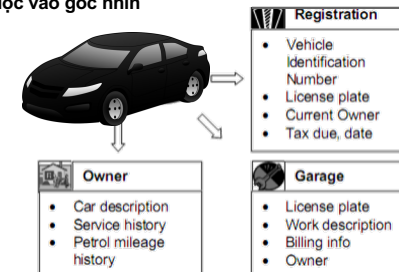 vào góc nhìn
Registration
• Vehicle
Identification
Number
• License plate
• Current Owner
• Tax due, date
Owner
• Car description
• Service history
• Petrol mileage
history
Garage
• License plate
• Work description
• Billing info
• Owner